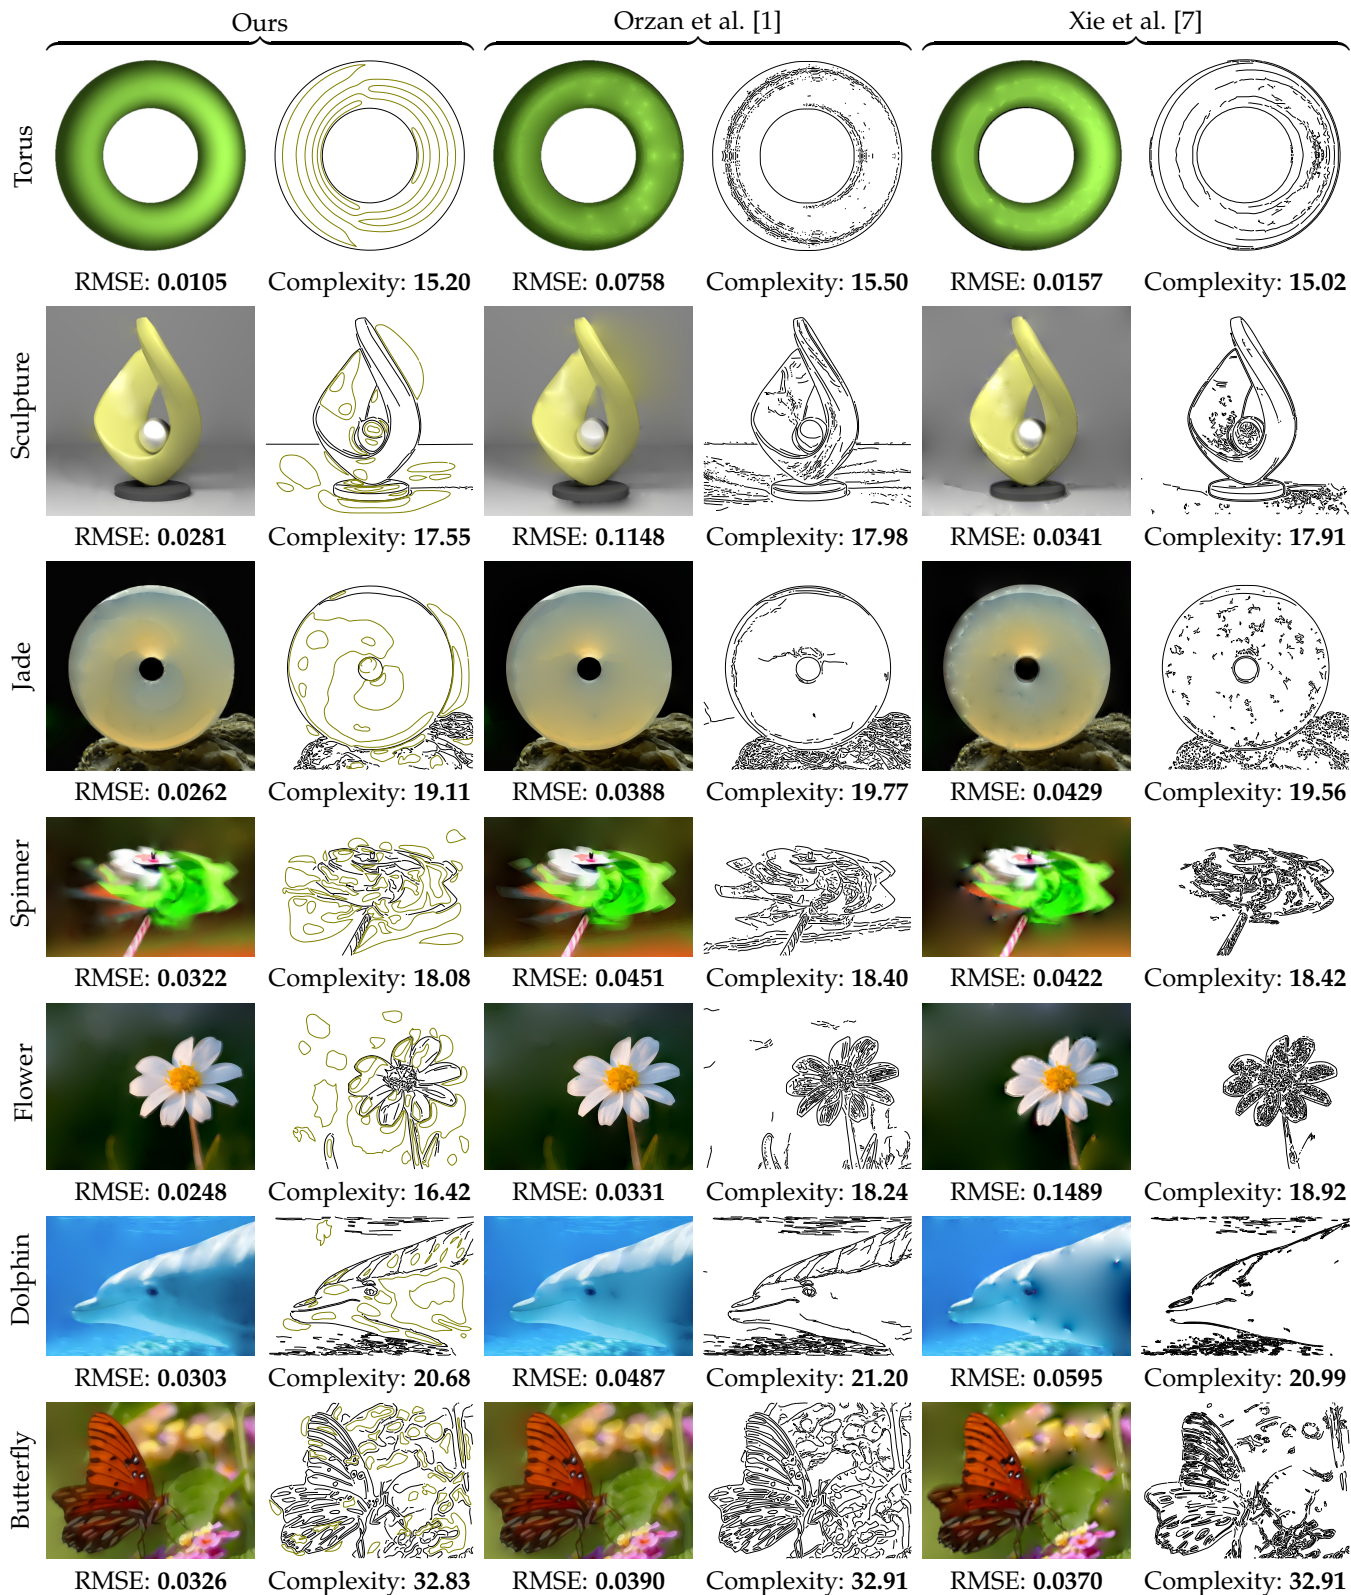 Ours Orzan et al. [1] Xie et al. [7]
Torus
RMSE: 0.0105 Complexity: 15.20 RMSE: 0.0758 Complexity: 15.50 RMSE: 0.0157 Complexity: 15.02
Sculpture
RMSE: 0.0281 Complexity: 17.55 RMSE: 0.1148 Complexity: 17.98 RMSE: 0.0341 Complexity: 17.91
Jade
RMSE: 0.0262 Complexity: 19.11 RMSE: 0.0388 Complexity: 19.77 RMSE: 0.0429 Complexity: 19.56
Spinner
RMSE: 0.0322 Complexity: 18.08 RMSE: 0.0451 Complexity: 18.40 RMSE: 0.0422 Complexity: 18.42
Flower
RMSE: 0.0248 Complexity: 16.42 RMSE: 0.0331 Complexity: 18.24 RMSE: 0.1489 Complexity: 18.92
Dolphin
RMSE: 0.0303 Complexity: 20.68 RMSE: 0.0487 Complexity: 21.20 RMSE: 0.0595 Complexity: 20.99
Butterfly
RMSE: 0.0326 Complexity: 32.83 RMSE: 0.0390 Complexity: 32.91 RMSE: 0.0370 Complexity: 32.91